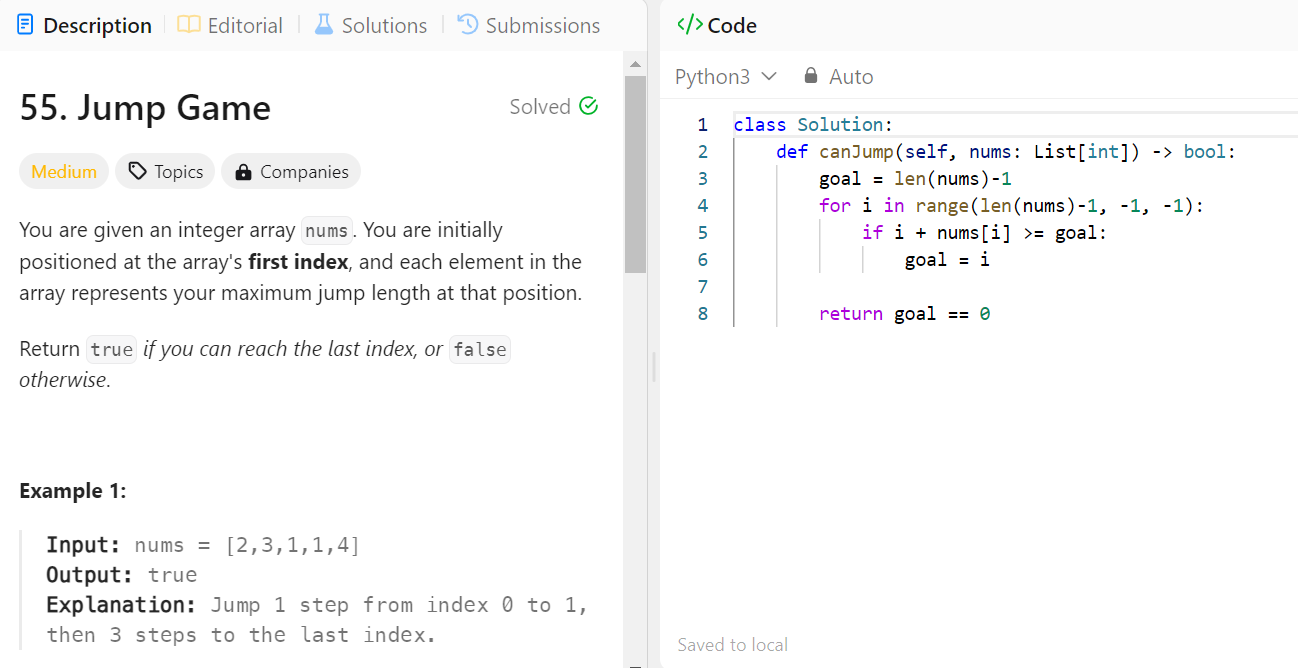 Description Editorial Solutions Submissions
55. Jump Game Solved
Medium Topics Companies
You are given an integer array nums. You are initially
positioned at the array's first index, and each element in the
array represents your maximum jump length at that position.
Return true if you can reach the last index, or false
otherwise.
Example 1:
Input: nums = [2,3,1,1,4]
Output: true
Explanation: Jump 1 step from index 0 to 1,
then 3 steps to the last index.
</> Code
Python3 Auto
1 class Solution:
2     def canJump(self, nums: List[int]) -> bool:
3         goal = len(nums)-1
4         for i in range(len(nums)-1, -1, -1):
5             if i + nums[i] >= goal:
6                 goal = i
7
8         return goal == 0
Saved to local